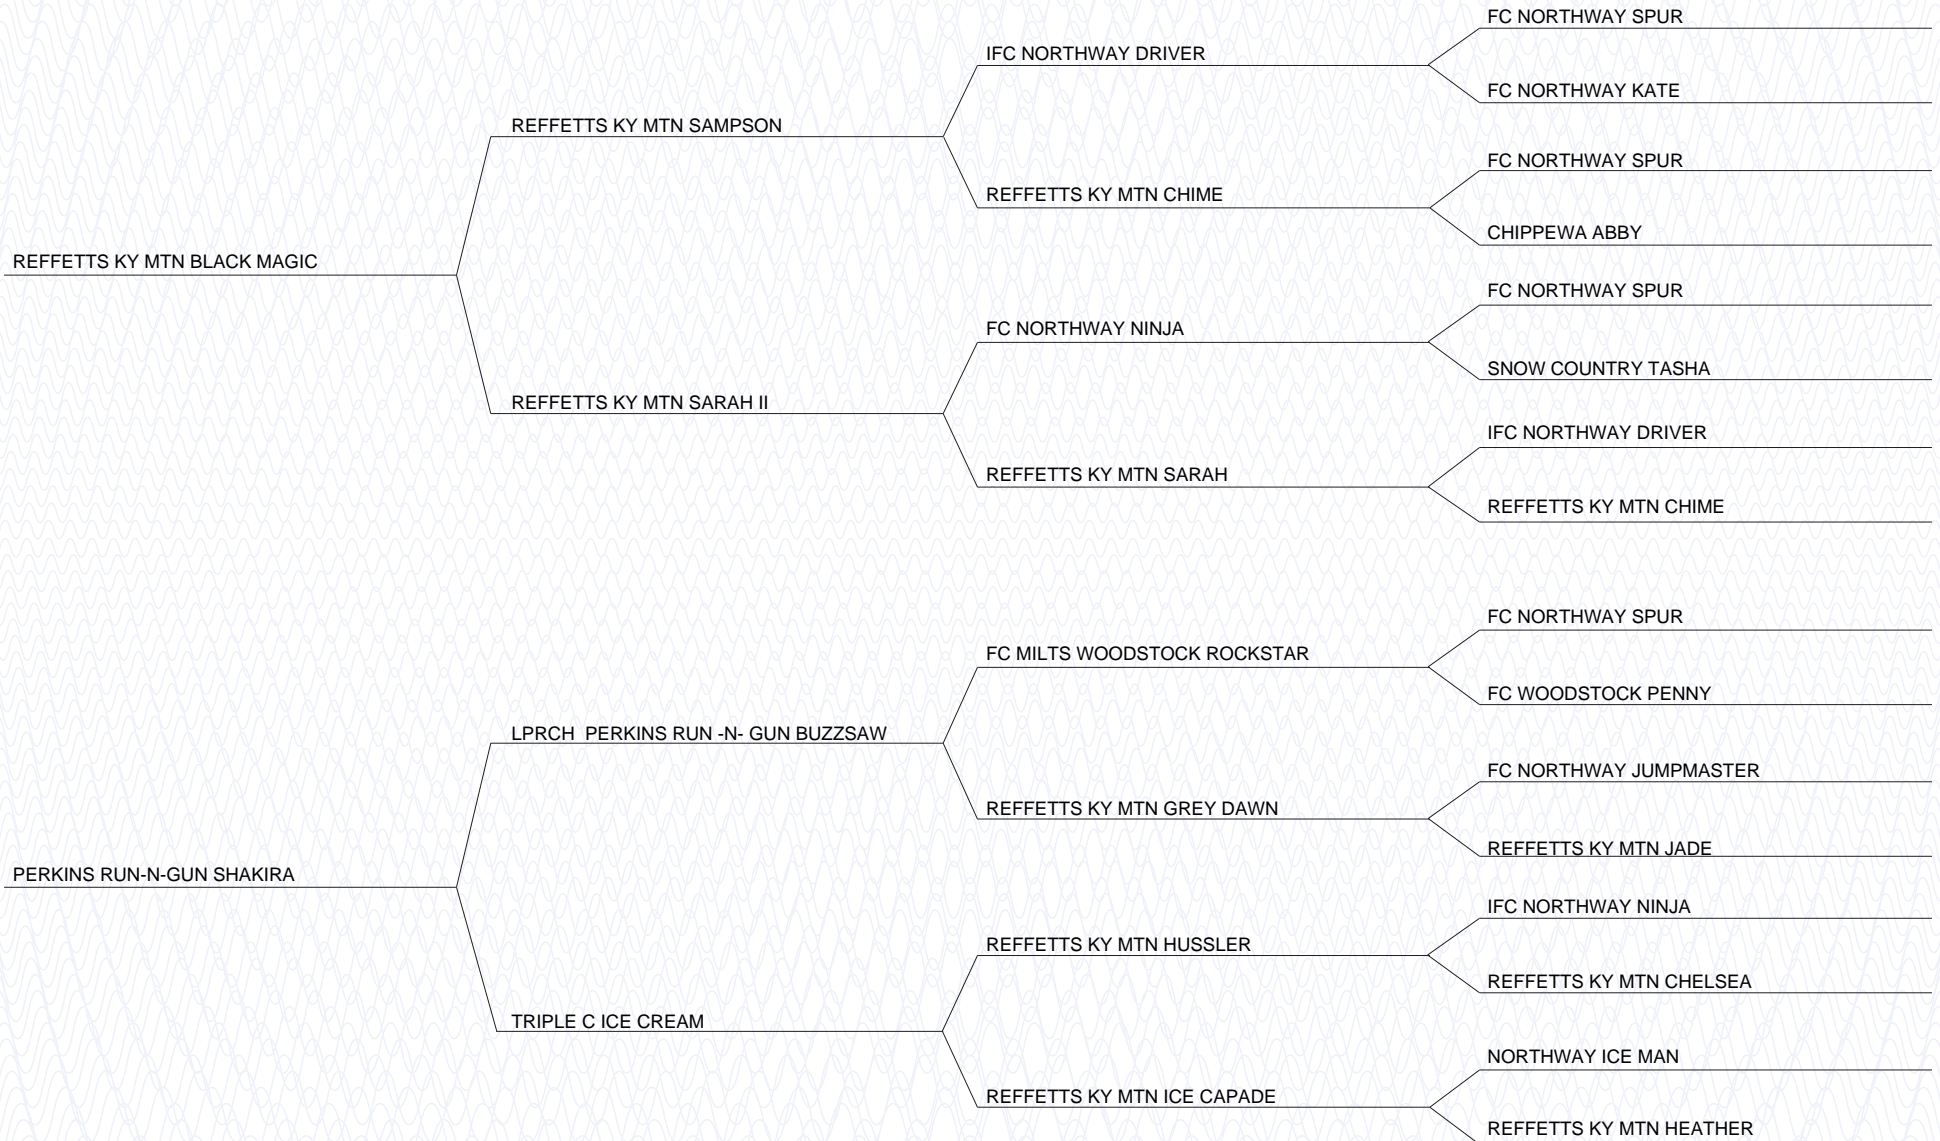 FC NORTHWAY SPUR
IFC NORTHWAY DRIVER
FC NORTHWAY KATE
REFFETTS KY MTN SAMPSON
FC NORTHWAY SPUR
REFFETTS KY MTN CHIME
CHIPPEWA ABBY
REFFETTS KY MTN BLACK MAGIC
FC NORTHWAY SPUR
FC NORTHWAY NINJA
SNOW COUNTRY TASHA
REFFETTS KY MTN SARAH II
IFC NORTHWAY DRIVER
REFFETTS KY MTN SARAH
REFFETTS KY MTN CHIME
FC NORTHWAY SPUR
FC MILTS WOODSTOCK ROCKSTAR
FC WOODSTOCK PENNY
LPRCH  PERKINS RUN -N- GUN BUZZSAW
FC NORTHWAY JUMPMASTER
REFFETTS KY MTN GREY DAWN
REFFETTS KY MTN JADE
PERKINS RUN-N-GUN SHAKIRA
IFC NORTHWAY NINJA
REFFETTS KY MTN HUSSLER
REFFETTS KY MTN CHELSEA
TRIPLE C ICE CREAM
NORTHWAY ICE MAN
REFFETTS KY MTN ICE CAPADE
REFFETTS KY MTN HEATHER